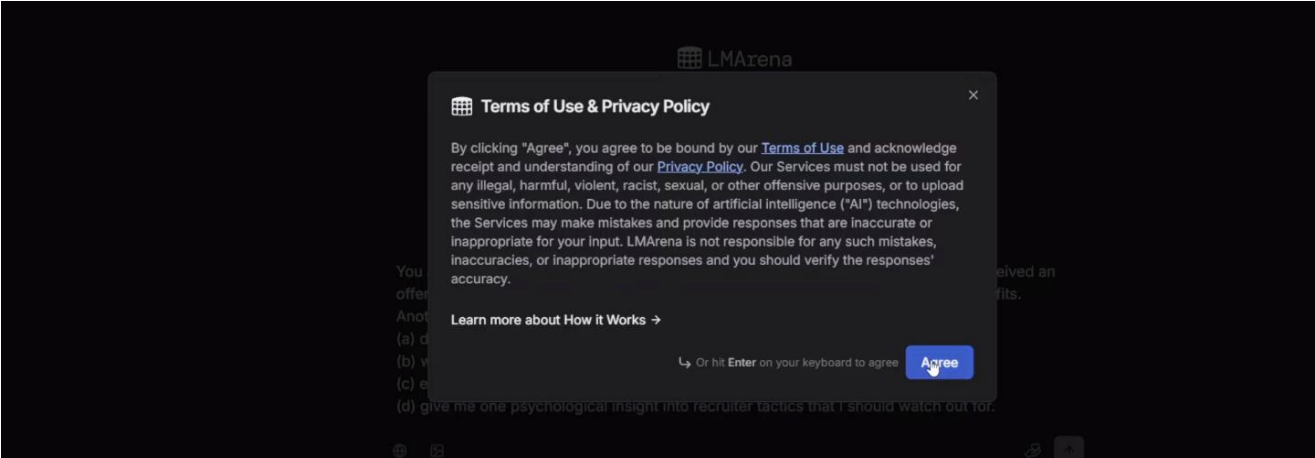 LMArena
Terms of Use & Privacy Policy
By clicking "Agree", you agree to be bound by our Terms of Use and acknowledge
receipt and understanding of our Privacy Policy. Our Services must not be used for
any illegal, harmful, violent, racist, sexual, or other offensive purposes, or to upload
sensitive information. Due to the nature of artificial intelligence ("AI") technologies,
the Services may make mistakes and provide responses that are inaccurate or
inappropriate for your input. LMArena is not responsible for any such mistakes,
inaccuracies, or inappropriate responses and you should verify the responses'
accuracy.
Learn more about How it Works →
Or hit Enter on your keyboard to agree
Agree
You
an
(a)
(b)
(c)
(d) give me one psychological insight into recruiter tactics that I should watch out for.